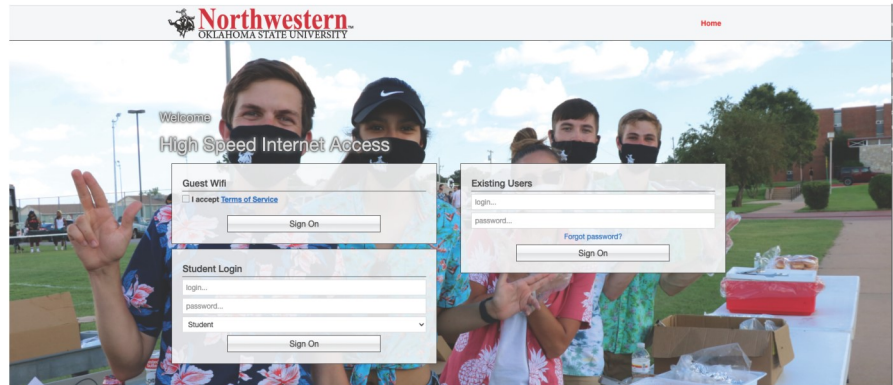 Northwestern™
OKLAHOMA STATE UNIVERSITY
Home
Welcome
High Speed Internet Access
Guest Wifi
I accept Terms of Service
Sign On
Student Login
login...
password...
Student
Sign On
Existing Users
login...
password...
Forgot password?
Sign On